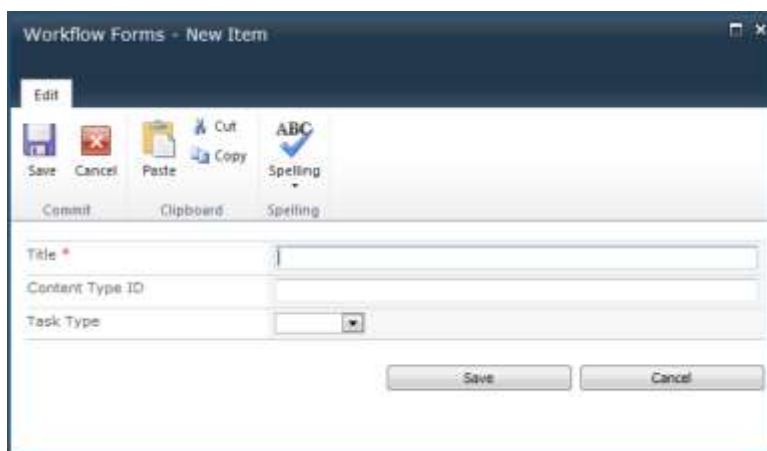 Workflow Forms - New Item
Edit
Save
Cancel
Paste
Cut
Copy
ABC
Spelling
Commit
Clipboard
Spelling
Title *
Content Type ID
Task Type
Save
Cancel